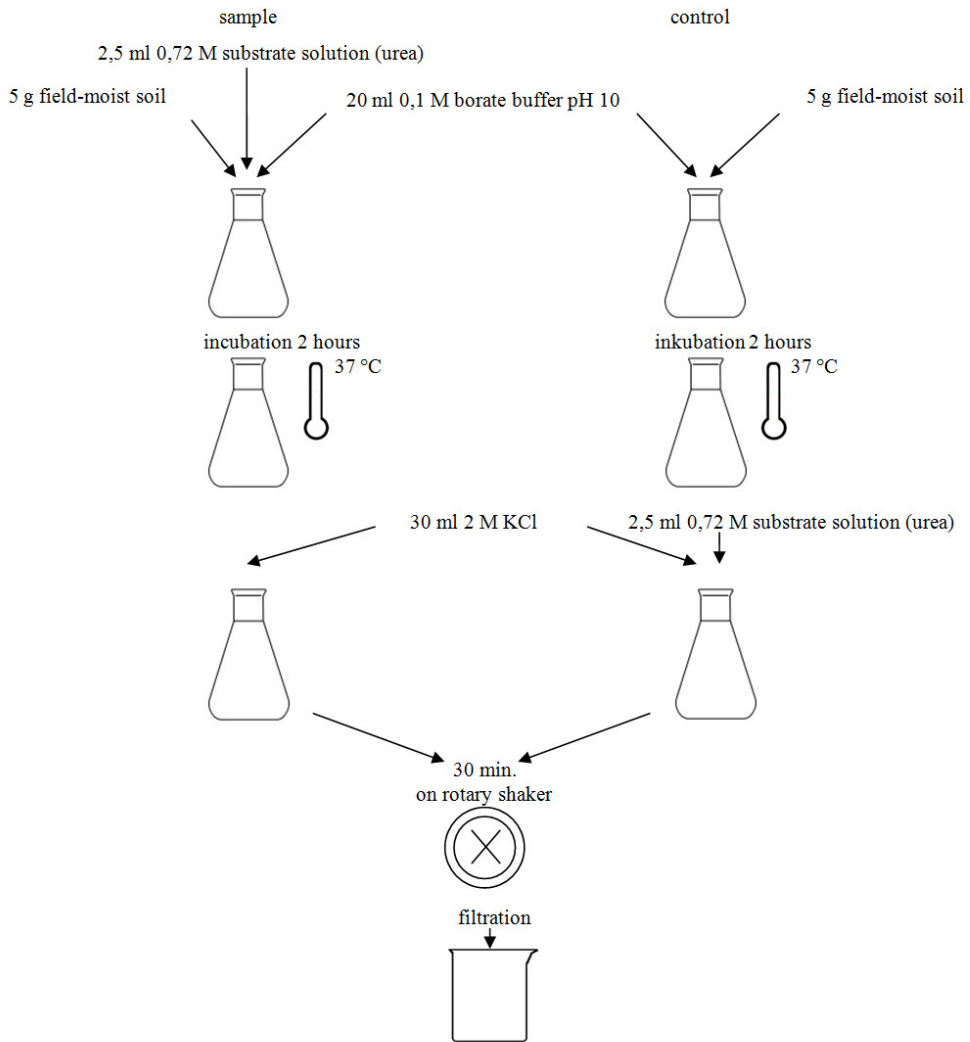 sample
control
2,5 ml 0,72 M substrate solution (urea)
5 g field-moist soil
20 ml 0,1 M borate buffer pH 10
5 g field-moist soil
incubation 2 hours
inkubation 2 hours
37 °C
37 °C
30 ml 2 M KCl
2,5 ml 0,72 M substrate solution (urea)
30 min.
on rotary shaker
filtration